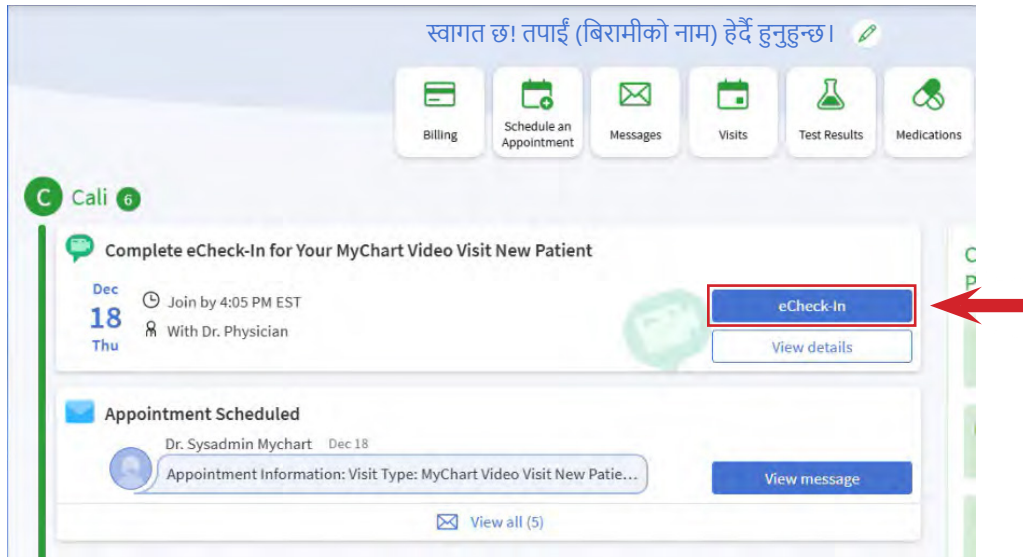 स्वागत छ! तपाईं (बिरामीको नाम) हेर्दै हुनुहुन्छ।
Billing
Schedule an
Appointment
Messages
Visits
Test Results
Medications
C Cali 6
Complete eCheck-In for Your MyChart Video Visit New Patient
Dec
18
Thu
Join by 4:05 PM EST
With Dr. Physician
eCheck-In
View details
C
P
Appointment Scheduled
Dr. Sysadmin Mychart Dec 18
Appointment Information: Visit Type: MyChart Video Visit New Patie...
View message
View all (5)